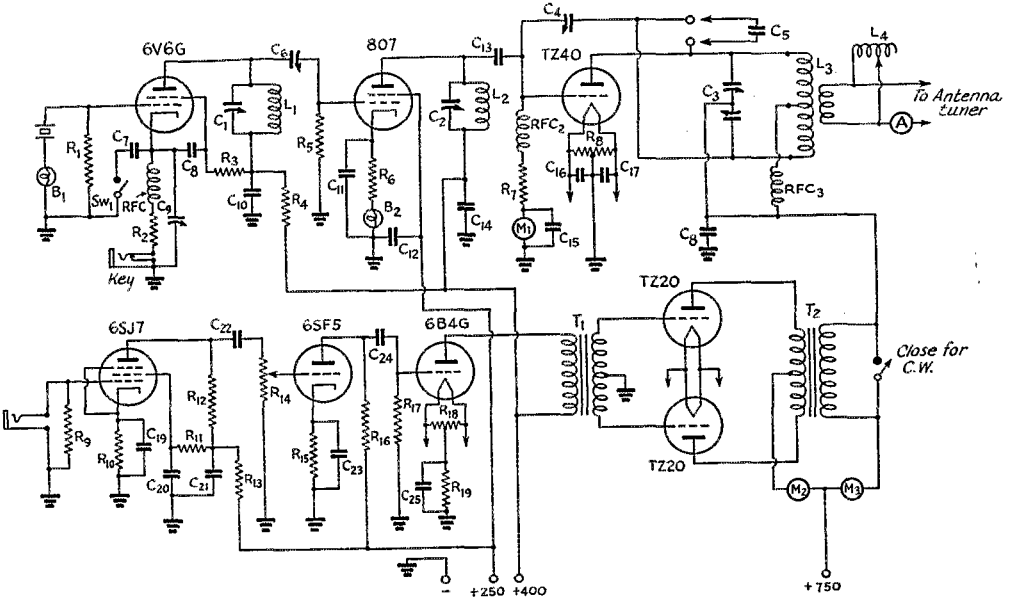 C4
C5
6V6G
C6
807
C13
TZ40
L4
C3
L3
To Antenna
tuner
A
R1
C7
C8
C1
L1
R5
C2
L2
RFC2
R8
C16
C17
B1
Sw1
RFC
C9
R3
C10
R4
C11
R6
B2
C12
C14
R7
M1
C15
RFC3
C8
R2
Key
6SJ7
C22
6SF5
C24
6B4G
T1
TZ20
T2
Close for
C.W.
R9
R10
C19
R11
R12
R14
R15
C23
R16
R17
R18
C20
C21
R13
C25
R19
TZ20
M2
M3
-
+250
+400
+750